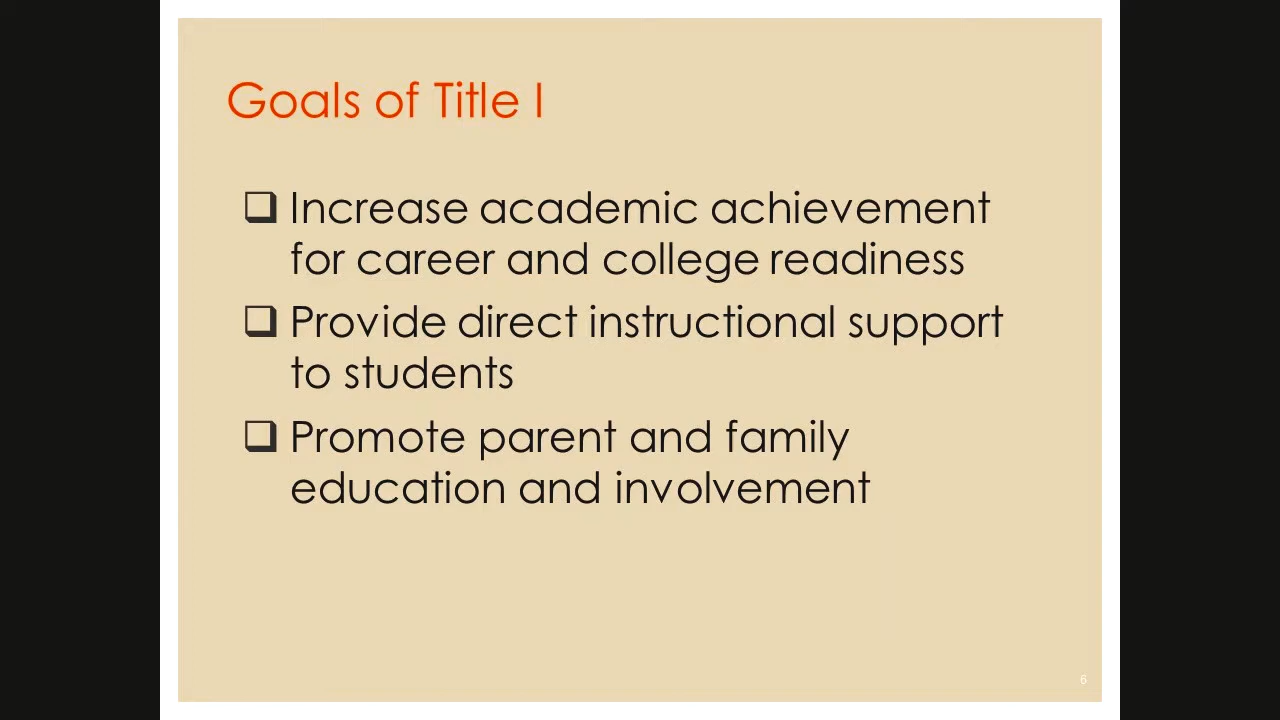 Goals of Title I
❑ Increase academic achievement
for career and college readiness
❑ Provide direct instructional support
to students
❑ Promote parent and family
education and involvement
6